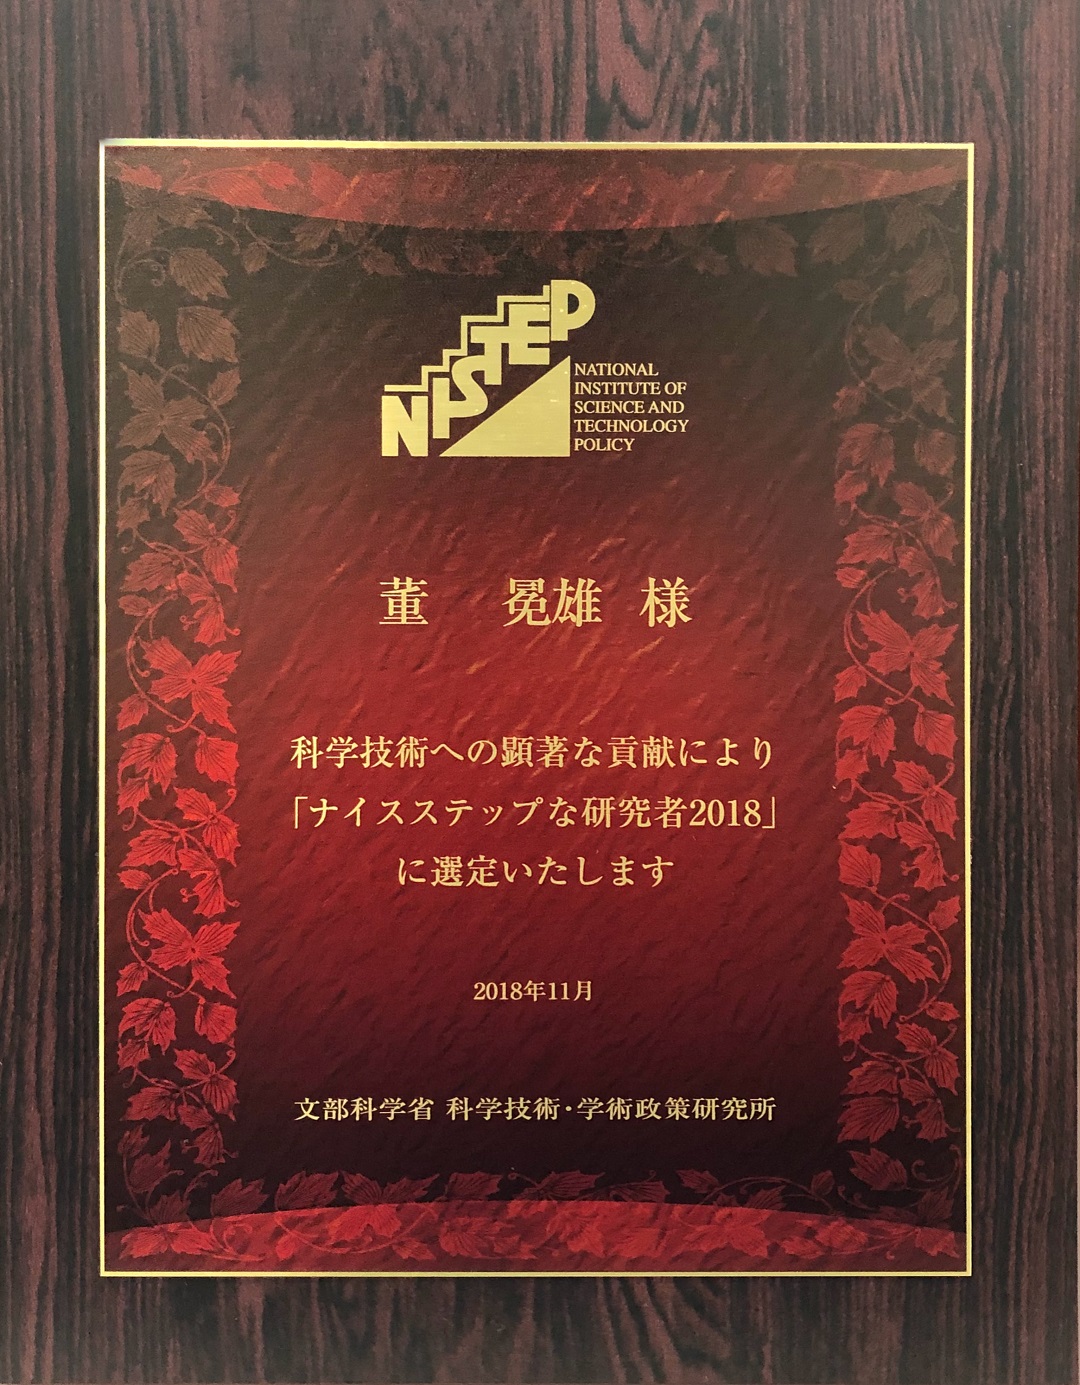 NISTEP
NATIONAL
INSTITUTE OF
SCIENCE AND
TECHNOLOGY
POLICY
董　冕雄 様
科学技術への顕著な貢献により
「ナイスステップな研究者2018」
に選定いたします
2018年11月
文部科学省 科学技術・学術政策研究所